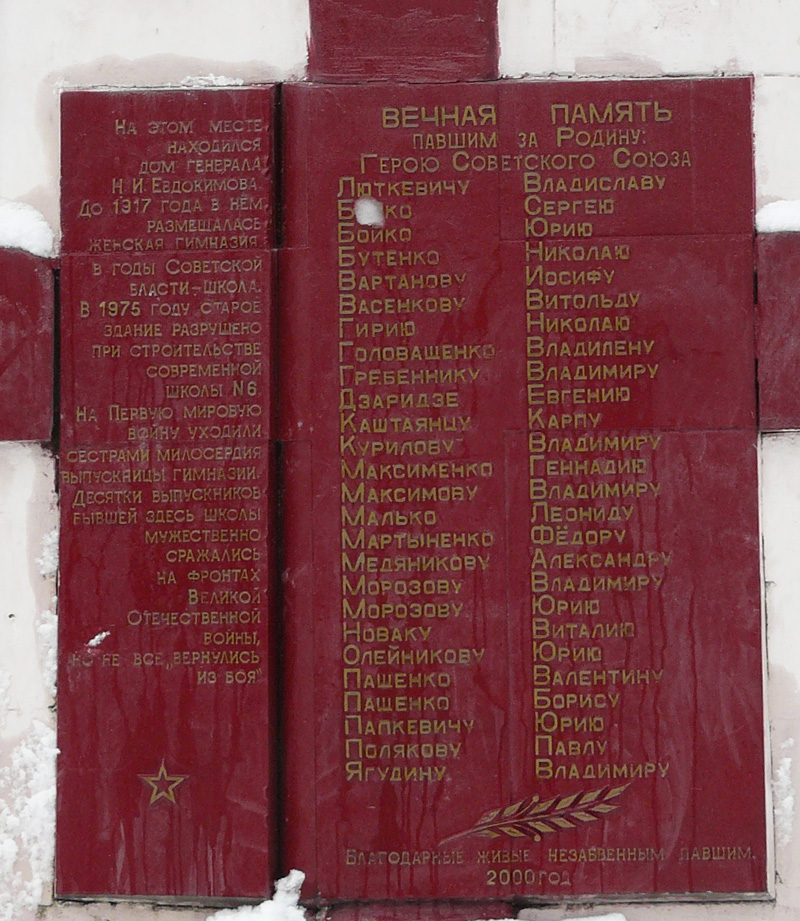 На этом месте
находился
дом генерала
Н.И.Евдокимова.
До 1917 года в нём
размещалась
женская гимназия.
в годы Советской
власти-школа.
В 1975 году старое
здание разрушено
при строительстве
современной
школы №6.
На Первую мировую
войну уходили
сестрами милосердия
выпускницы гимназии.
Десятки выпускников
бывшей здесь школы
мужественно
сражались
на фронтах
Великой
Отечественной
войны,
но не все „вернулись
из боя"
ВЕЧНАЯ ПАМЯТЬ
павшим за Родину:
Герою Советского Союза
Люткевичу Владиславу
Сергею
Бойко Юрию
Бутенко Николаю
Вартанову Иосифу
Васенкову Витольду
Гирию Николаю
Головащенко Владилену
Гребеннику Владимиру
Дзаридзе Евгению
Каштаянцу Карпу
Курилову Владимиру
Максименко Геннадию
Максимову Владимиру
Малько Леониду
Мартыненко Фёдору
Медяникову Александру
Морозову Владимиру
Морозову Юрию
Новаку Виталию
Олейникову Юрию
Пащенко Валентину
Пащенко Борису
Папкевичу Юрию
Полякову Павлу
Ягудину Владимиру
Благодарные живые незабвенным павшим.
2000 год